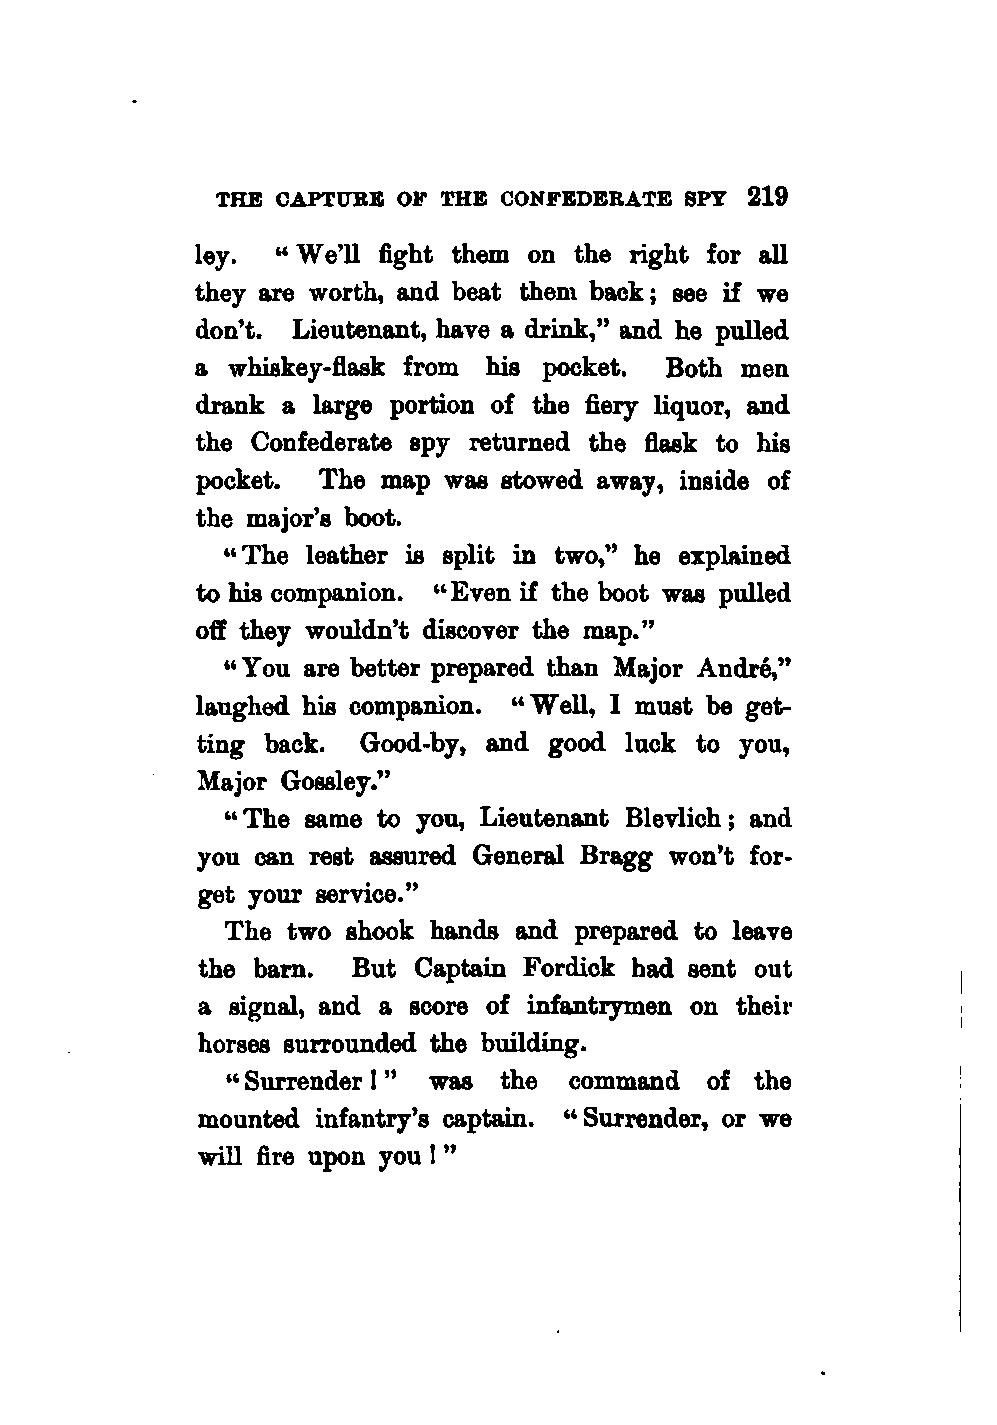 THE CAPTURE OF THE CONFEDERATE SPY 219
ley. "We'll fight them on the right for all
they are worth, and beat them back; see if we
don't. Lieutenant, have a drink," and he pulled
a whiskey-flask from his pocket. Both men
drank a large portion of the fiery liquor, and
the Confederate spy returned the flask to his
pocket. The map was stowed away, inside of
the major's boot.
"The leather is split in two," he explained
to his companion. "Even if the boot was pulled
off they wouldn't discover the map."
"You are better prepared than Major André,"
laughed his companion. "Well, I must be get-
ting back. Good-by, and good luck to you,
Major Gossley."
"The same to you, Lieutenant Blevlich; and
you can rest assured General Bragg won't for-
get your service."
The two shook hands and prepared to leave
the barn. But Captain Fordick had sent out
a signal, and a score of infantrymen on their
horses surrounded the building.
"Surrender!" was the command of the
mounted infantry's captain. "Surrender, or we
will fire upon you!"